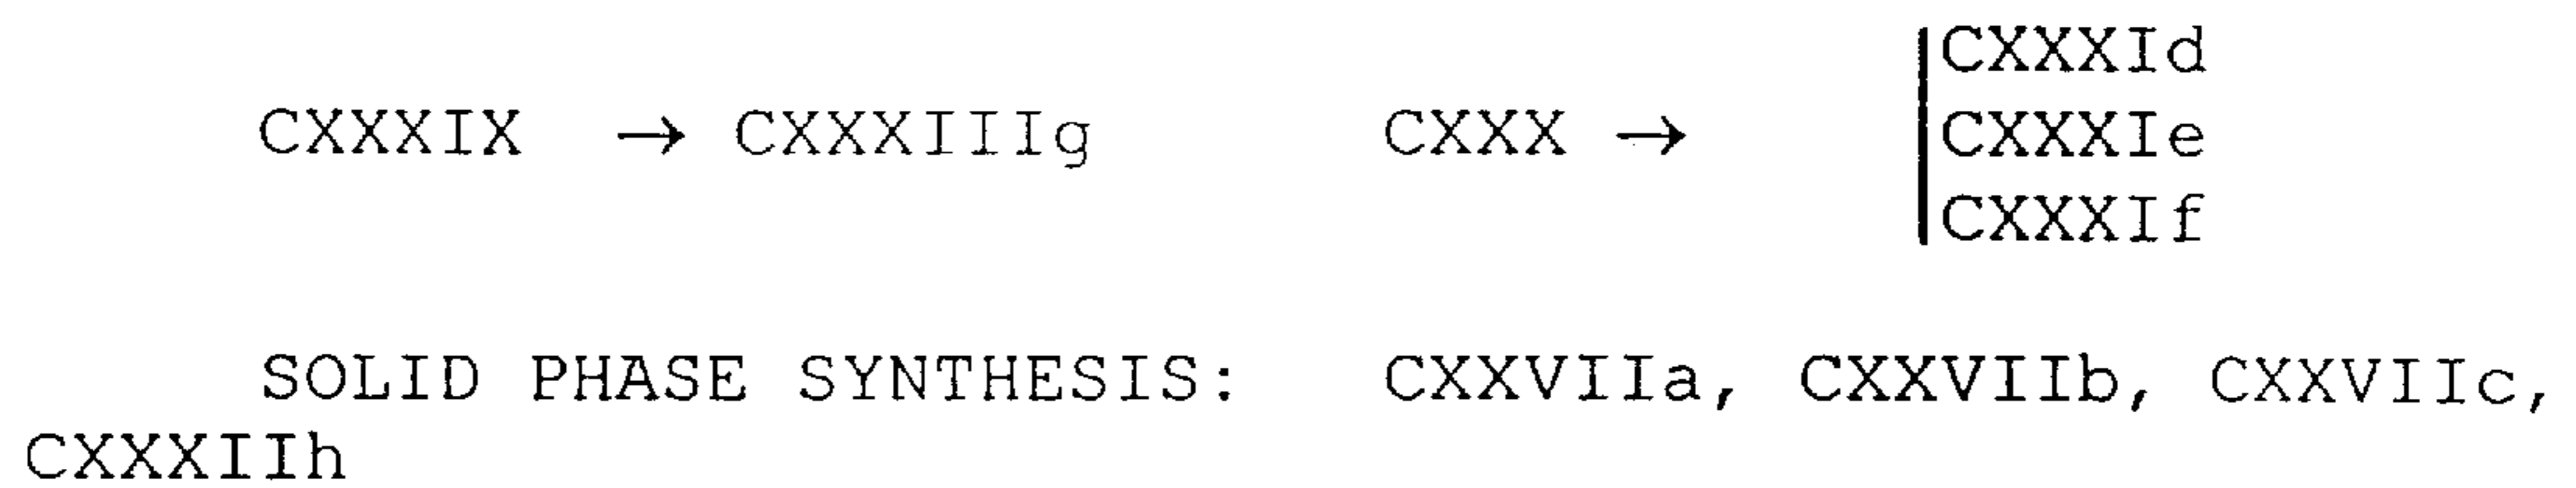 CXXXId
CXXXIX → CXXXIIIg CXXX → CXXXIe
CXXXIf
SOLID PHASE SYNTHESIS: CXXVIIa, CXXVIIb, CXXVIIc,
CXXXIIh